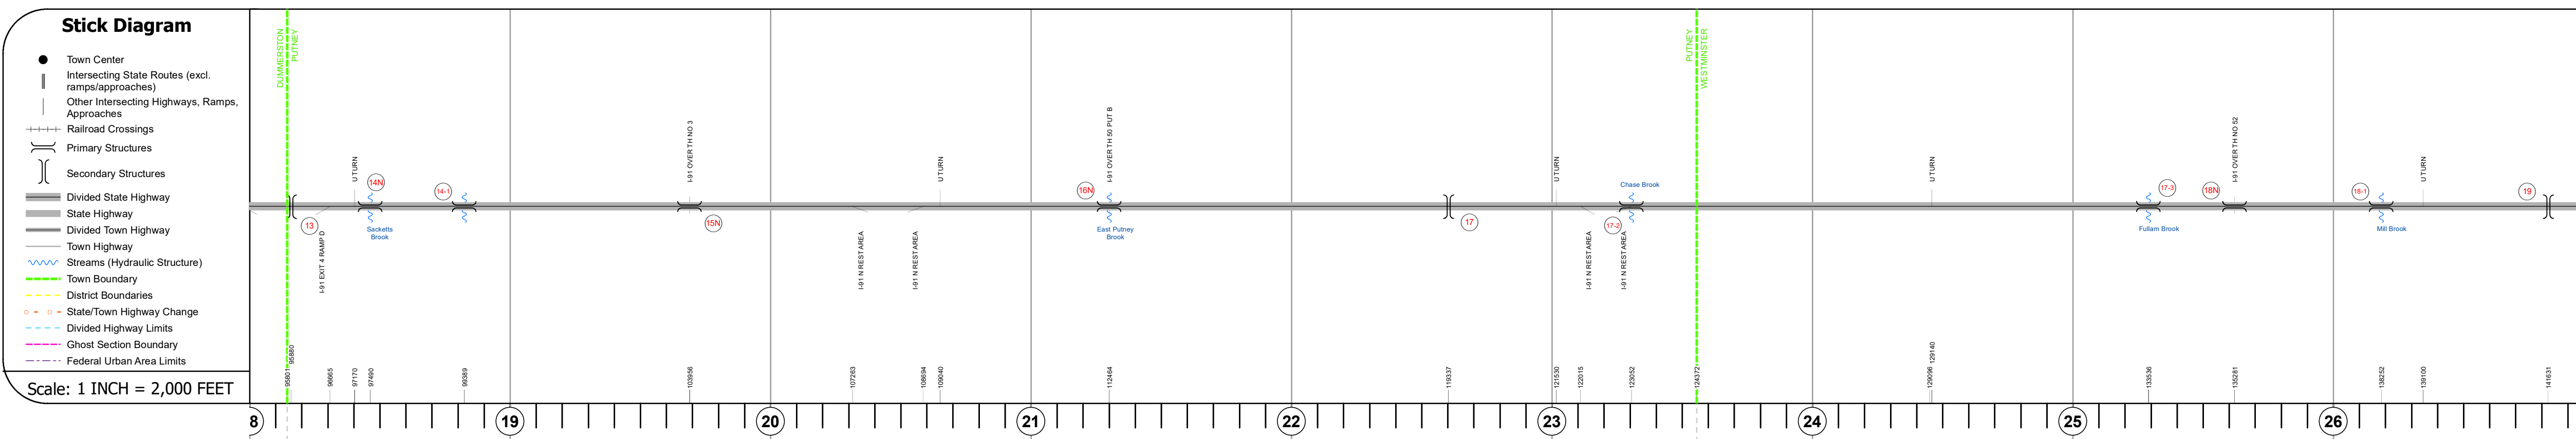 Stick Diagram
Town Center
Intersecting State Routes (excl.
ramps/approaches)
Other Intersecting Highways, Ramps,
Approaches
Railroad Crossings
Primary Structures
Secondary Structures
Divided State Highway
State Highway
Divided Town Highway
Town Highway
Streams (Hydraulic Structure)
Town Boundary
District Boundaries
State/Town Highway Change
Divided Highway Limits
Ghost Section Boundary
Federal Urban Area Limits
Scale: 1 INCH = 2,000 FEET
DUMMERSTON
PUTNEY
PUTNEY
WESTMINSTER
U TURN
I-91 OVER TH NO 3
U TURN
I-91 OVER TH 50 PUT B
U TURN
U TURN
I-91 OVER TH NO 52
U TURN
14N
14-1
16N
Chase Brook
17-3
18N
18-1
19
13
15N
17
17-2
Sacketts
Brook
East Putney
Brook
Fullam Brook
Mill Brook
I-91 EXIT 4 RAMP D
I-91 N REST AREA
I-91 N REST AREA
I-91 N REST AREA
I-91 N REST AREA
95801
95880
96665
97170
97490
99389
103956
107263
108694
109040
112464
119337
121530
122015
123052
124372
129096
129140
133536
135281
138252
139100
141631
8
19
20
21
22
23
24
25
26